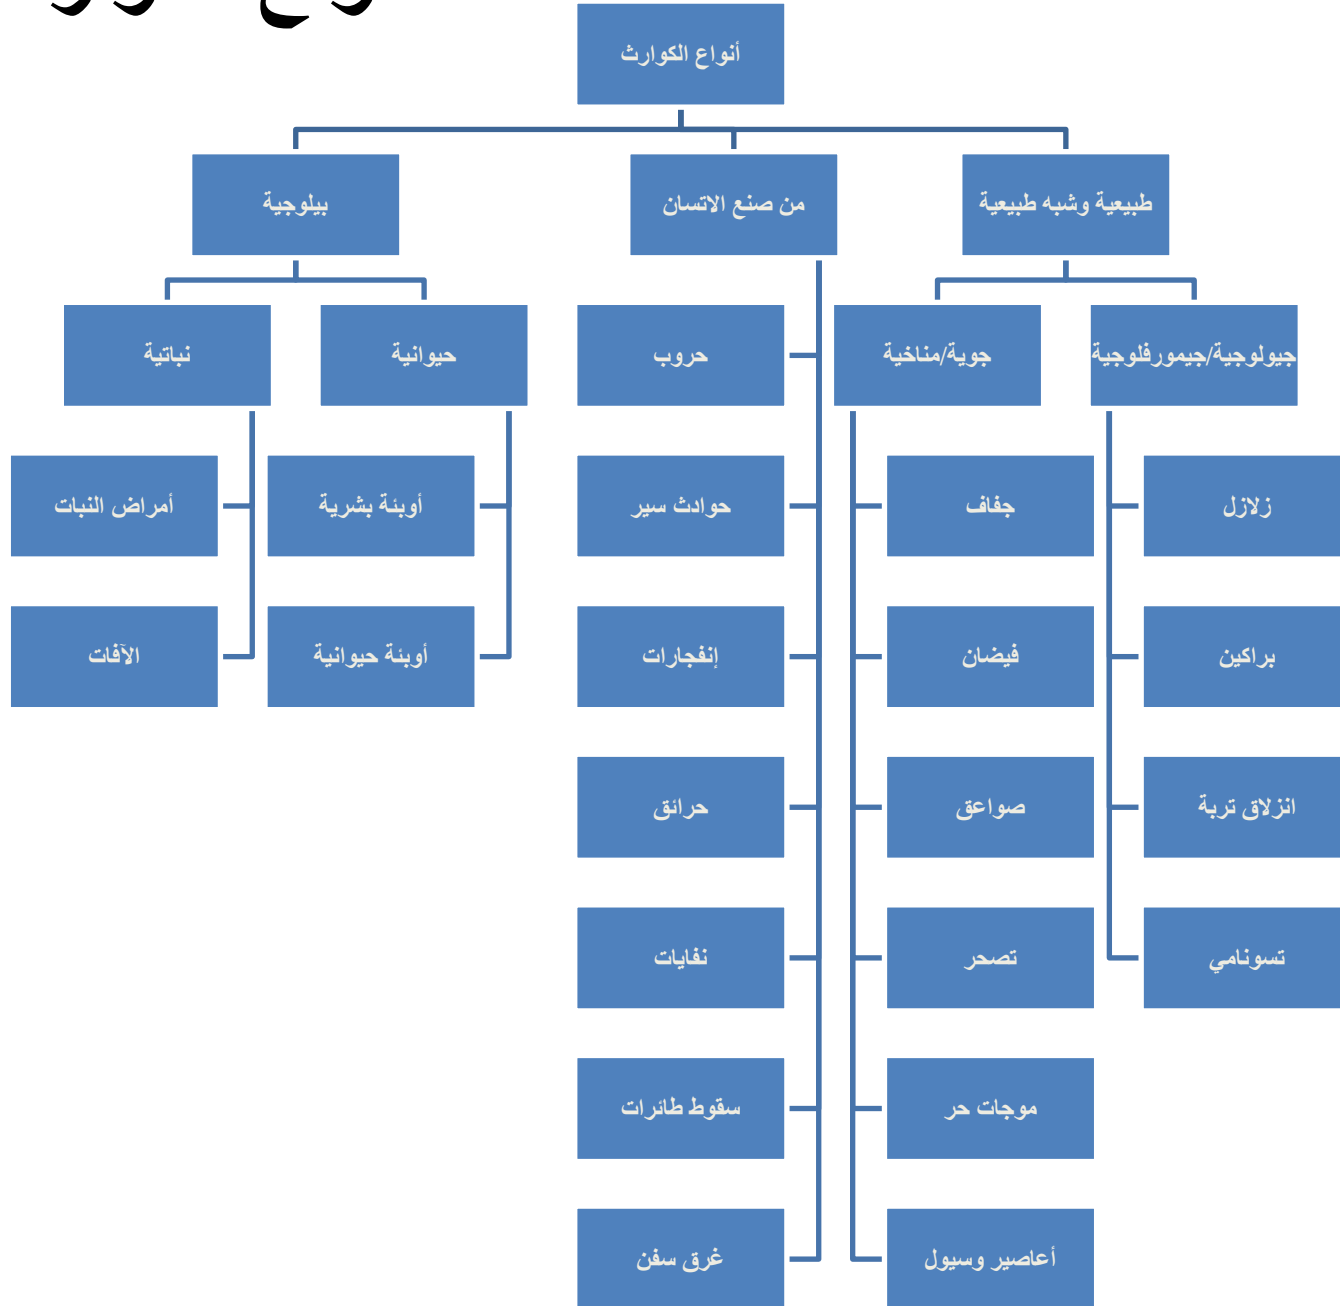 أنواع الكوارث
طبيعية وشبه طبيعية
من صنع الاتسان
بيلوجية
جيولوجية/جيمورفلوجية
جوية/مناخية
حروب
حيوانية
نباتية
زلازل
جفاف
حوادث سير
أوبئة بشرية
أمراض النبات
براكين
فيضان
إنفجارات
أوبئة حيوانية
الآفات
انزلاق تربة
صواعق
حرائق
تسونامي
تصحر
نفايات
موجات حر
سقوط طائرات
أعاصير وسيول
غرق سفن